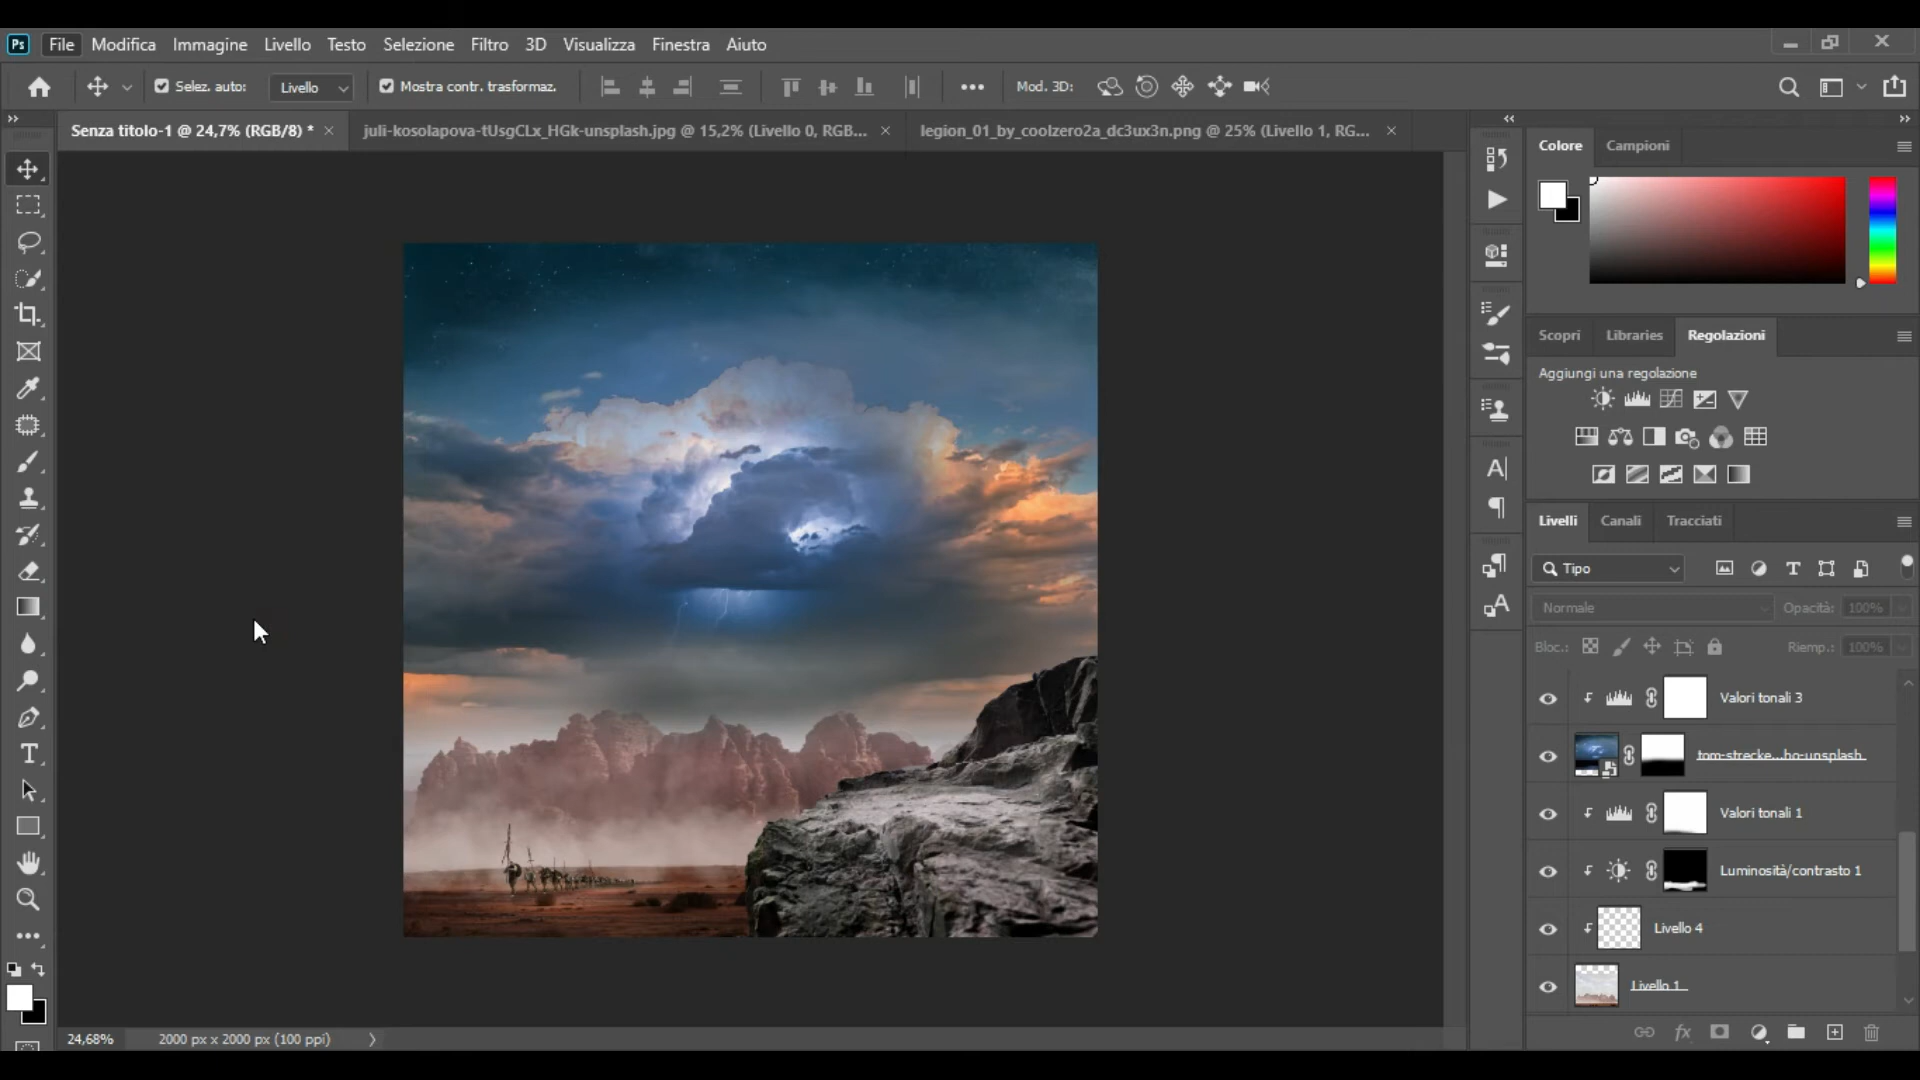 Ps File Modifica Immagine Livello Testo Selezione Filtro 3D Visualizza Finestra Aiuto
Selez. auto: Livello Mostra contr. trasformaz. Mod. 3D:
Senza titolo-1 @ 24,7% (RGB/8) * juli-kosolapova-tUsgCLx_HGk-unsplash.jpg @ 15,2% (Livello 0, RGB... legion_01_by_coolzero2a_dc3ux3n.png @ 25% (Livello 1, RG...
Colore Campioni
Scopri Libraries Regolazioni
Aggiungi una regolazione
Livelli Canali Tracciati
Tipo
Normale Opacità: 100%
Bloc.: Riemp.: 100%
Valori tonali 3
tom-strecke...ho-unsplash
Valori tonali 1
Luminosità/contrasto 1
Livello 4
Livello 1
fx
24,68% 2000 px x 2000 px (100 ppi)